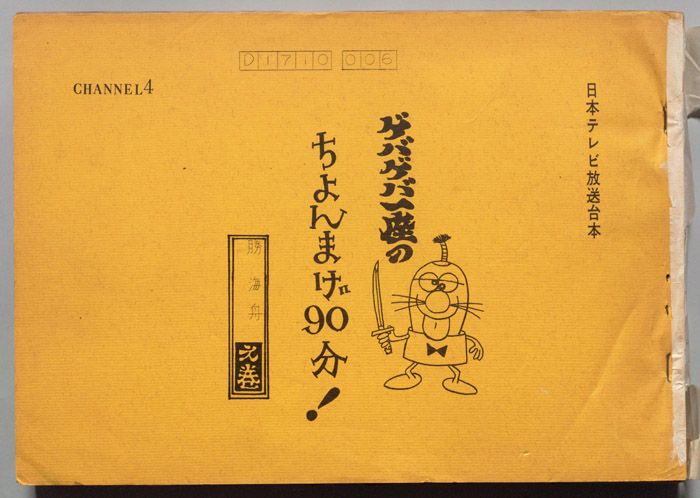 D1710 006
CHANNEL4
日本テレビ放送台本
ゲバゲバ一座の
ちょんまげ90分!
勝海舟
之巻